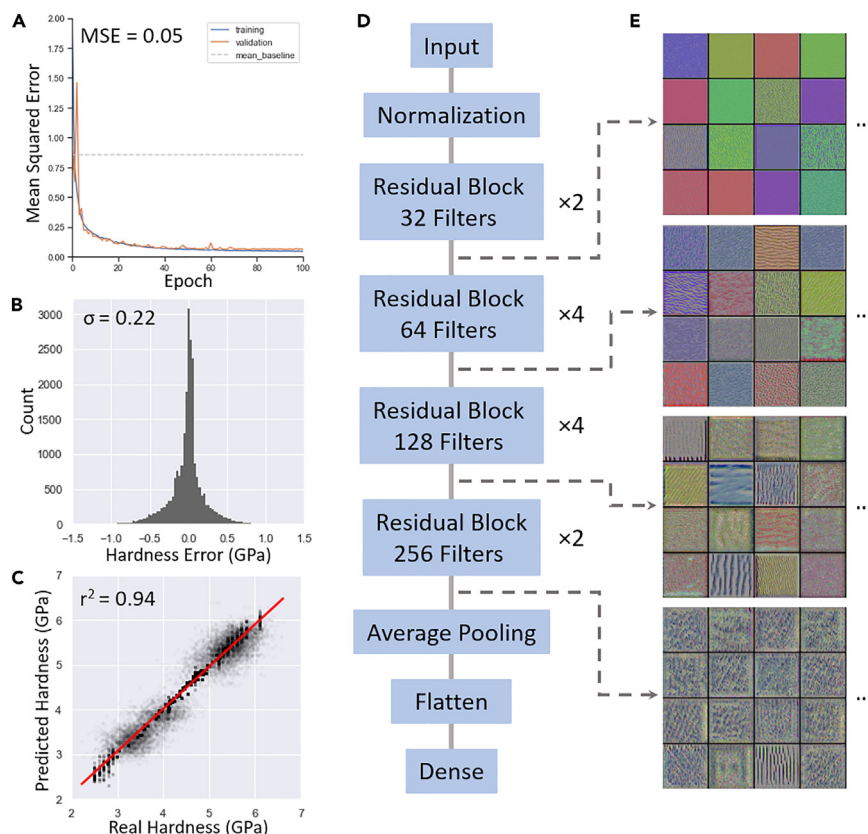 A
MSE = 0.05
training
validation
mean_baseline
2.00
1.75
1.50
1.25
1.00
0.75
0.50
0.25
0.00
0 20 40 60 80 100
Mean Squared Error
Epoch
B
σ = 0.22
3000
2500
2000
1500
1000
500
0
−1.5 −1.0 −0.5 0.0 0.5 1.0 1.5
Count
Hardness Error (GPa)
C
r² = 0.94
7
6
5
4
3
2
2 3 4 5 6 7
Predicted Hardness (GPa)
Real Hardness (GPa)
D
Input
Normalization
Residual Block
32 Filters
×2
Residual Block
64 Filters
×4
Residual Block
128 Filters
×4
Residual Block
256 Filters
×2
Average Pooling
Flatten
Dense
E
..
..
..
..